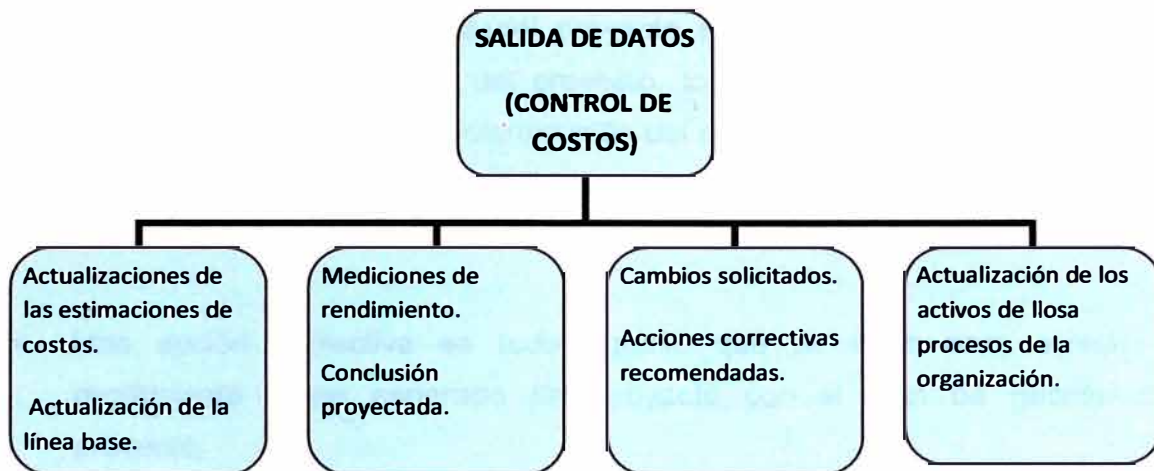 SALIDA DE DATOS
(CONTROL DE
COSTOS)
Actualizaciones de
las estimaciones de
costos.
Actualización de la
línea base.
Mediciones de
rendimiento.
Conclusión
proyectada.
Cambios solicitados.
Acciones correctivas
recomendadas.
Actualización de los
activos de llosa
procesos de la
organización.